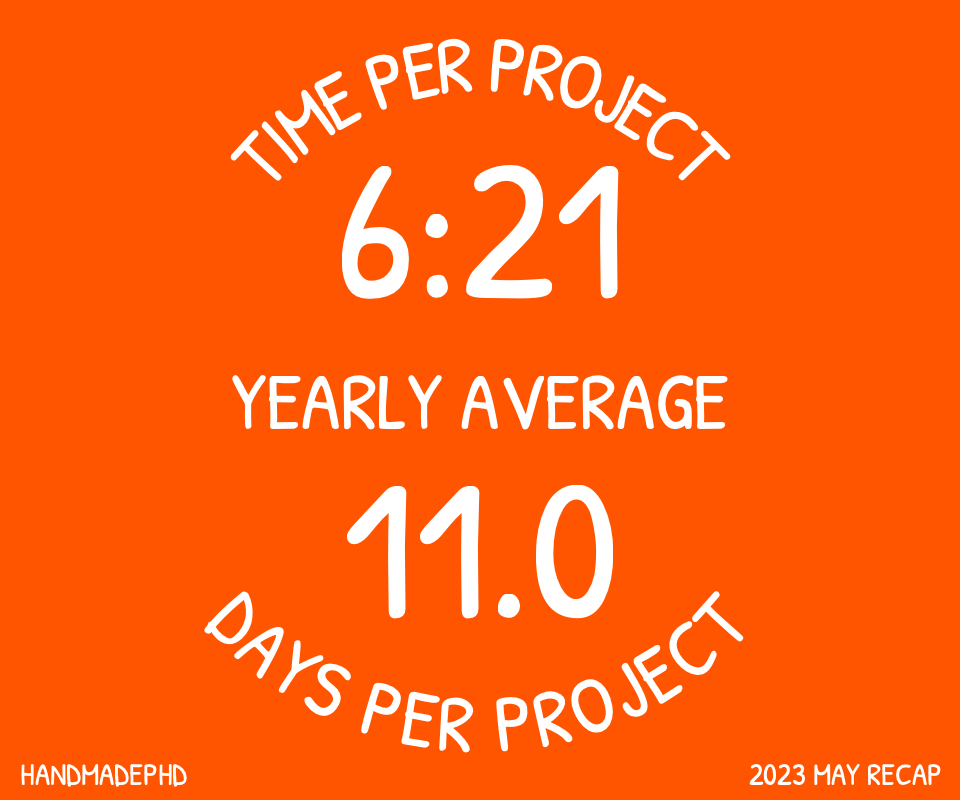 TIME PER PROJECT
6:21
YEARLY AVERAGE
11.0
DAYS PER PROJECT
HANDMADEPHD
2023 MAY RECAP